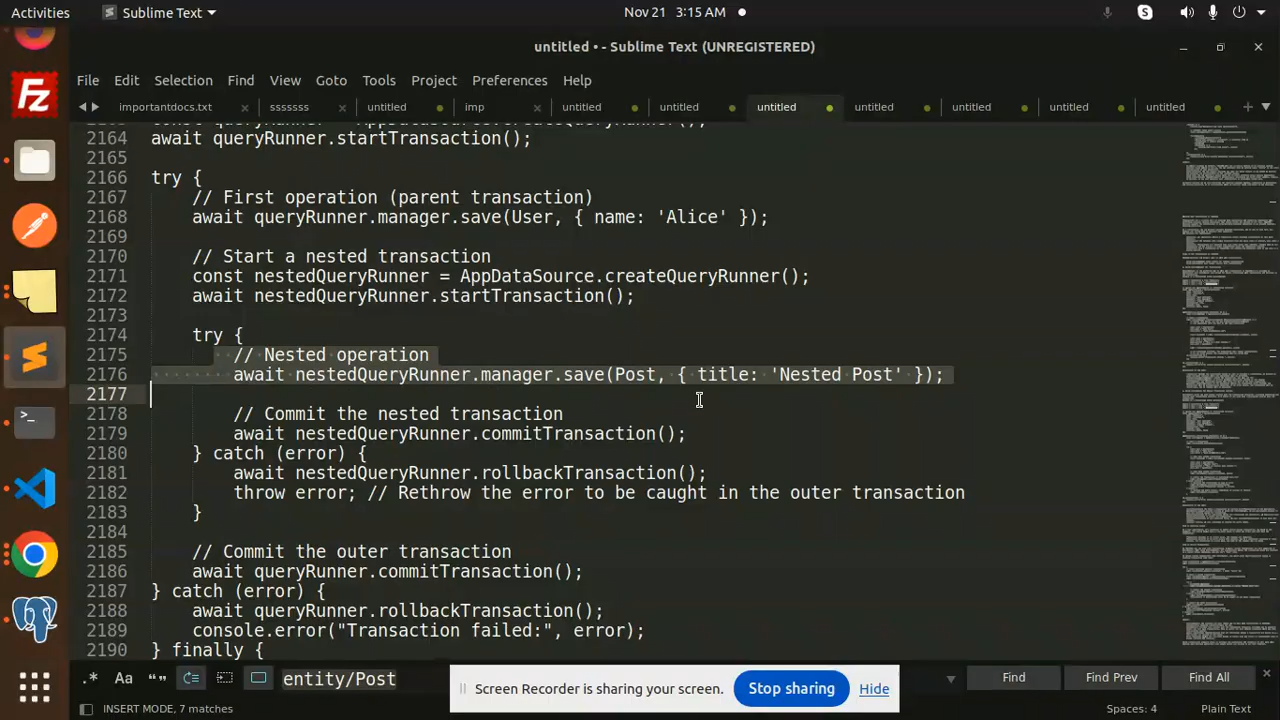 Activities Sublime Text Nov 21 3:15 AM
untitled • - Sublime Text (UNREGISTERED)
File Edit Selection Find View Goto Tools Project Preferences Help
importantdocs.txt sssssss untitled imp untitled untitled untitled untitled untitled untitled untitled
2164 await queryRunner.startTransaction();
2165
2166 try {
2167 // First operation (parent transaction)
2168 await queryRunner.manager.save(User, { name: 'Alice' });
2169
2170 // Start a nested transaction
2171 const nestedQueryRunner = AppDataSource.createQueryRunner();
2172 await nestedQueryRunner.startTransaction();
2173
2174 try {
2175 // Nested operation
2176 await nestedQueryRunner.manager.save(Post, { title: 'Nested Post' });
2177
2178 // Commit the nested transaction
2179 await nestedQueryRunner.commitTransaction();
2180 } catch (error) {
2181 await nestedQueryRunner.rollbackTransaction();
2182 throw error; // Rethrow the error to be caught in the outer transaction
2183 }
2184
2185 // Commit the outer transaction
2186 await queryRunner.commitTransaction();
2187 } catch (error) {
2188 await queryRunner.rollbackTransaction();
2189 console.error("Transaction failed:", error);
2190 } finally {
.* Aa “” entity/Post Find Find Prev Find All
Screen Recorder is sharing your screen. Stop sharing Hide
INSERT MODE, 7 matches Spaces: 4 Plain Text